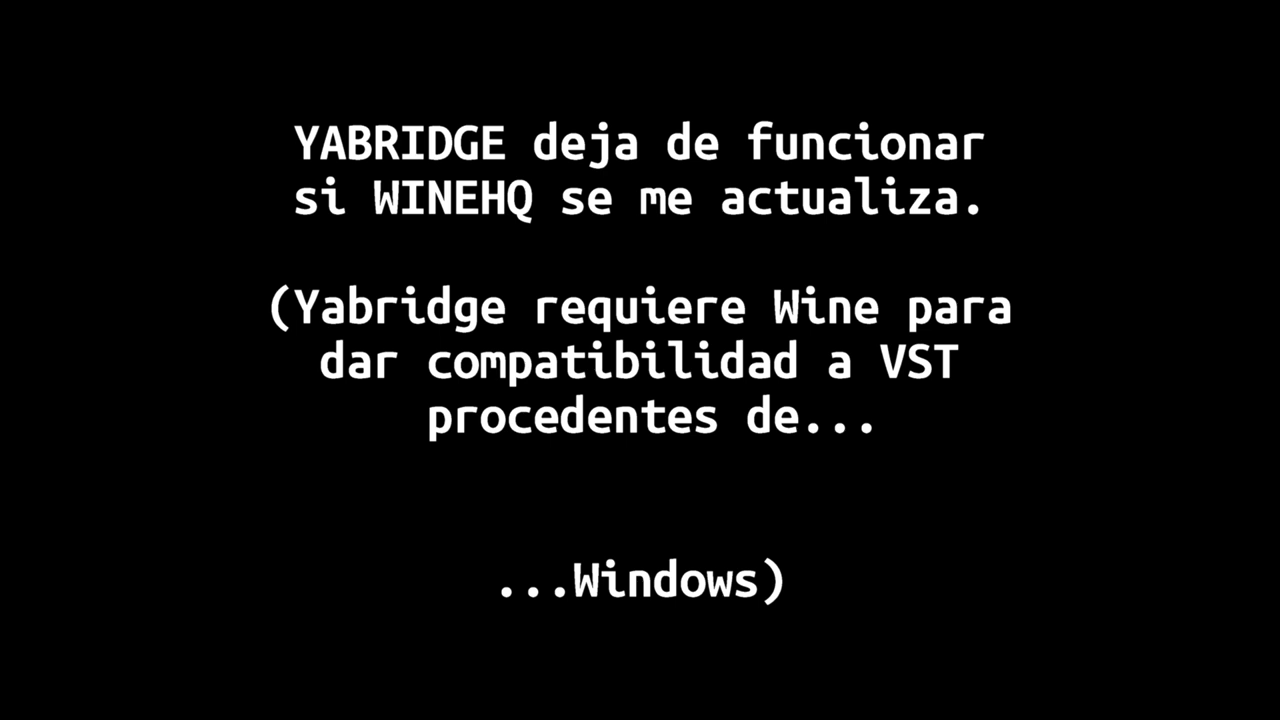 YABRIDGE deja de funcionar
si WINEHQ se me actualiza.
(Yabridge requiere Wine para
dar compatibilidad a VST
procedentes de...
...Windows)